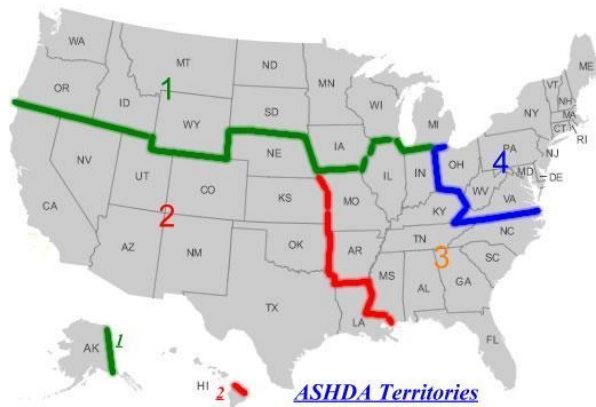 WA
MT
ND
MN
ME
OR
ID
1
SD
WI
MI
VT
NH
NY
MA
CT
RI
WY
IA
NE
PA
NJ
NV
UT
CO
IL
IN
OH
4
MD
DE
WV
VA
CA
2
KS
MO
KY
NC
AZ
NM
OK
AR
TN
3
SC
MS
AL
GA
TX
LA
FL
AK
1
HI
2
ASHDA Territories